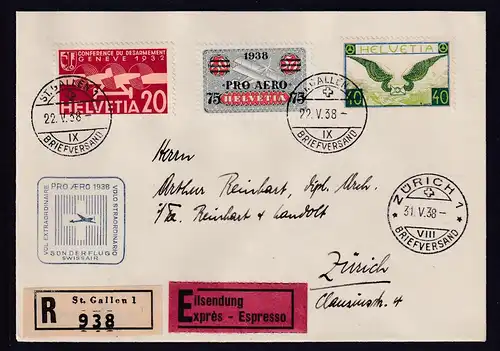 CONFERENCE DU DESARMEMENT
GENEVE 1932
HELVETIA 20
1938
PRO AERO
75 HELVETIA 75
HELVETIA
40 40
ST. GALLEN 1
22.V.38 –
IX
BRIEFVERSAND
ST. GALLEN 1
22.V.38 –
IX
BRIEFVERSAND
Herrn
Arthur Reinhart, Dipl. Arch.
Reinhart & Landolt
Zürich
4
ZÜRICH 1
31.V.38 –
VIII
BRIEFVERSAND
PRO AERO 1938
VOL EXTRAORDINAIRE
VOLO STRAORDINARIO
SONDERFLUG
SWISSAIR
R St. Gallen 1
938
Eilsendung
Exprès - Espresso